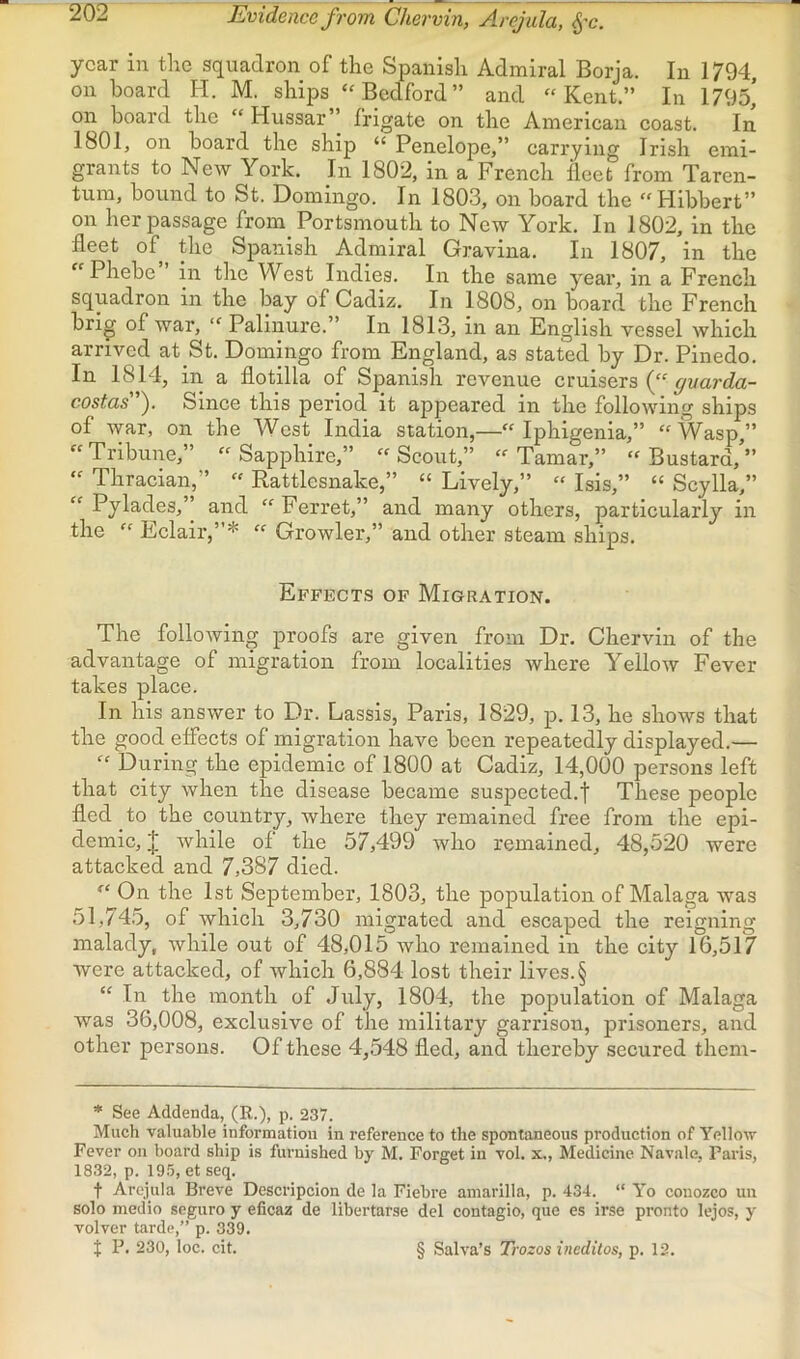 202 Evidence from Chervin, Arejula, &c.
year in the squadron of the Spanish Admiral Borja. In 1794,
on board H. M. ships “Bedford” and “Kent.” In 1795,
on board the “Hussar” frigate on the American coast. In
1801, on board the ship “Penelope,” carrying Irish emi-
grants to New York. In 1802, in a French fleet from Taren-
tum, bound to St. Domingo. In 1803, on board the “Hibbert”
on her passage from Portsmouth to New York. In 1802, in the
fleet of the Spanish Admiral Gravina. In 1807, in the
“Phebe” in the West Indies. In the same year, in a French
squadron in the bay of Cadiz. In 1808, on board the French
brig of war, “Palinure.” In 1813, in an English vessel which
arrived at St. Domingo from England, as stated by Dr. Pinedo.
In 1814, in a flotilla of Spanish revenue cruisers (“guarda-
costas”). Since this period it appeared in the following ships
of war, on the West India station,—“Iphigenia,” “Wasp,”
“Tribune,” “Sapphire,” “Scout,” “Tamar,” “Bustard,”
“Thracian,” “Rattlesnake,” “Lively,” “Isis,” “Scylla,”
“Pylades,” and “Ferret,” and many others, particularly in
the “Eclair,”* “Growler,” and other steam ships.
Effects of Migration.
The following proofs are given from Dr. Chervin of the
advantage of migration from localities where Yellow Fever
takes place.
In his answer to Dr. Lassis, Paris, 1829, p. 13, he shows that
the good effects of migration have been repeatedly displayed.—
“During the epidemic of 1800 at Cadiz, 14,000 persons left
that city when the disease became suspected.† These people
fled to the country, where they remained free from the epi-
demic,‡ while of the 57,499 who remained, 48,520 were
attacked and 7,387 died.
“On the 1st September, 1803, the population of Malaga was
51,745, of which 3,730 migrated and escaped the reigning
malady, while out of 48,015 who remained in the city 16,517
were attacked, of which 6,884 lost their lives.§
“In the month of July, 1804, the population of Malaga
was 36,008, exclusive of the military garrison, prisoners, and
other persons. Of these 4,548 fled, and thereby secured them-
* See Addenda, (R.), p. 237.
Much valuable information in reference to the spontaneous production of Yellow
Fever on board ship is furnished by M. Forget in vol. x., Medicine Navale, Paris,
1832, p. 195, et seq.
† Arejula Breve Descripcion de la Fiebre amarilla, p. 434. “Yo conozco un
solo medio seguro y eficaz de libertarse del contagio, que es irse pronto lejos, y
volver tarde,” p. 339.
‡ P. 230, loc. cit. § Salva’s Trozos ineditos, p. 12.